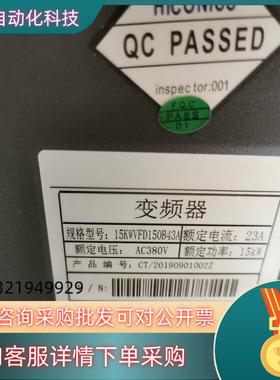 自动化科技
HICONICS
QC PASSED
inspector:001
F.QC
PASS
01
变频器
规格型号: 15KWVFD150B43A 额定电流: 23A
额定电压: AC380V 额定功率: 15kW
产品编号: CT/20190901002Z
/N:
321949929
咨询采购批发可对公开票
客服详情下单采购